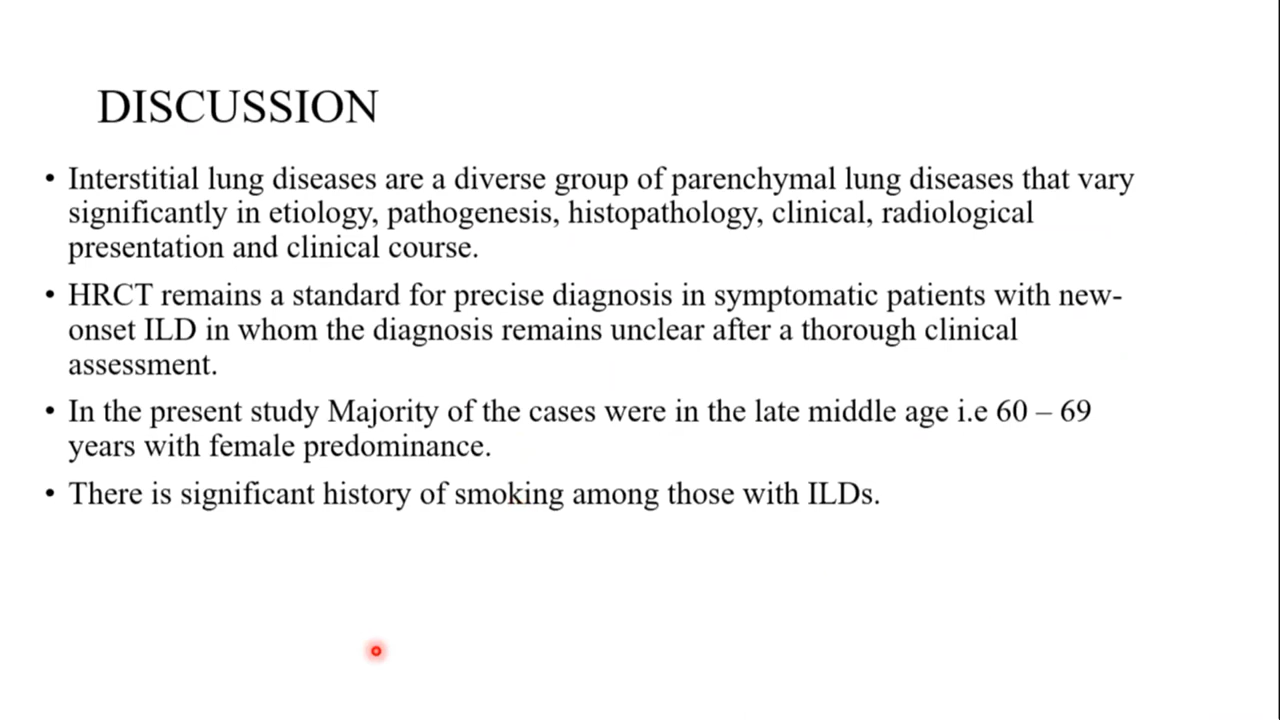 DISCUSSION
• Interstitial lung diseases are a diverse group of parenchymal lung diseases that vary
significantly in etiology, pathogenesis, histopathology, clinical, radiological
presentation and clinical course.
• HRCT remains a standard for precise diagnosis in symptomatic patients with new-
onset ILD in whom the diagnosis remains unclear after a thorough clinical
assessment.
• In the present study Majority of the cases were in the late middle age i.e 60 – 69
years with female predominance.
• There is significant history of smoking among those with ILDs.